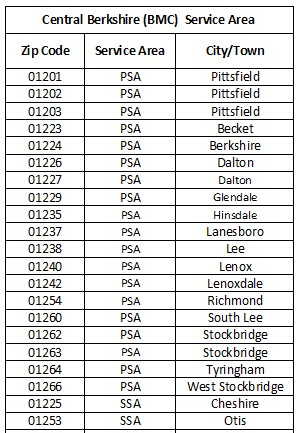 Central Berkshire (BMC) Service Area
Zip Code Service Area City/Town
01201 PSA Pittsfield
01202 PSA Pittsfield
01203 PSA Pittsfield
01223 PSA Becket
01224 PSA Berkshire
01226 PSA Dalton
01227 PSA Dalton
01229 PSA Glendale
01235 PSA Hinsdale
01237 PSA Lanesboro
01238 PSA Lee
01240 PSA Lenox
01242 PSA Lenoxdale
01254 PSA Richmond
01260 PSA South Lee
01262 PSA Stockbridge
01263 PSA Stockbridge
01264 PSA Tyringham
01266 PSA West Stockbridge
01225 SSA Cheshire
01253 SSA Otis